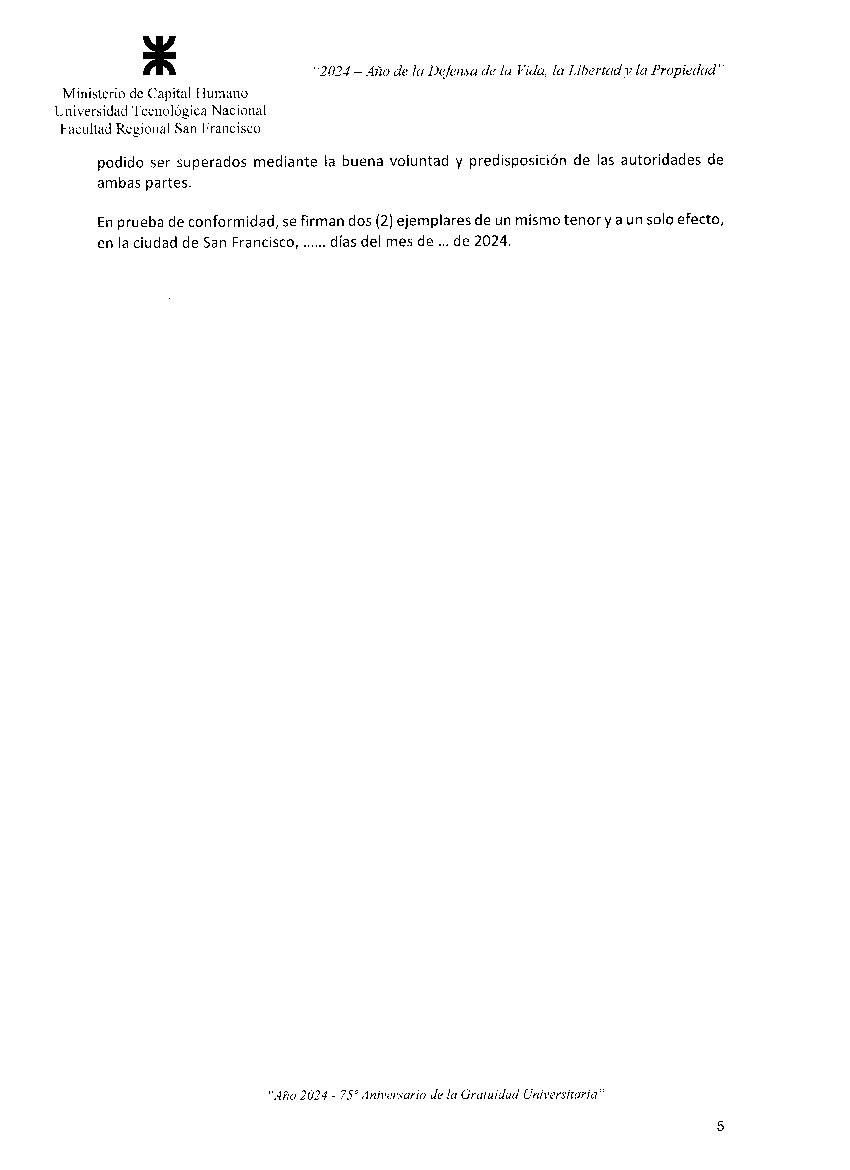 "2024 – Año de la Defensa de la Vida, la Libertad y la Propiedad"
Ministerio de Capital Humano
Universidad Tecnológica Nacional
Facultad Regional San Francisco
podido ser superados mediante la buena voluntad y predisposición de las autoridades de
ambas partes.
En prueba de conformidad, se firman dos (2) ejemplares de un mismo tenor y a un solo efecto,
en la ciudad de San Francisco, ...... días del mes de ... de 2024.
"Año 2024 - 75° Aniversario de la Gratuidad Universitaria"
5